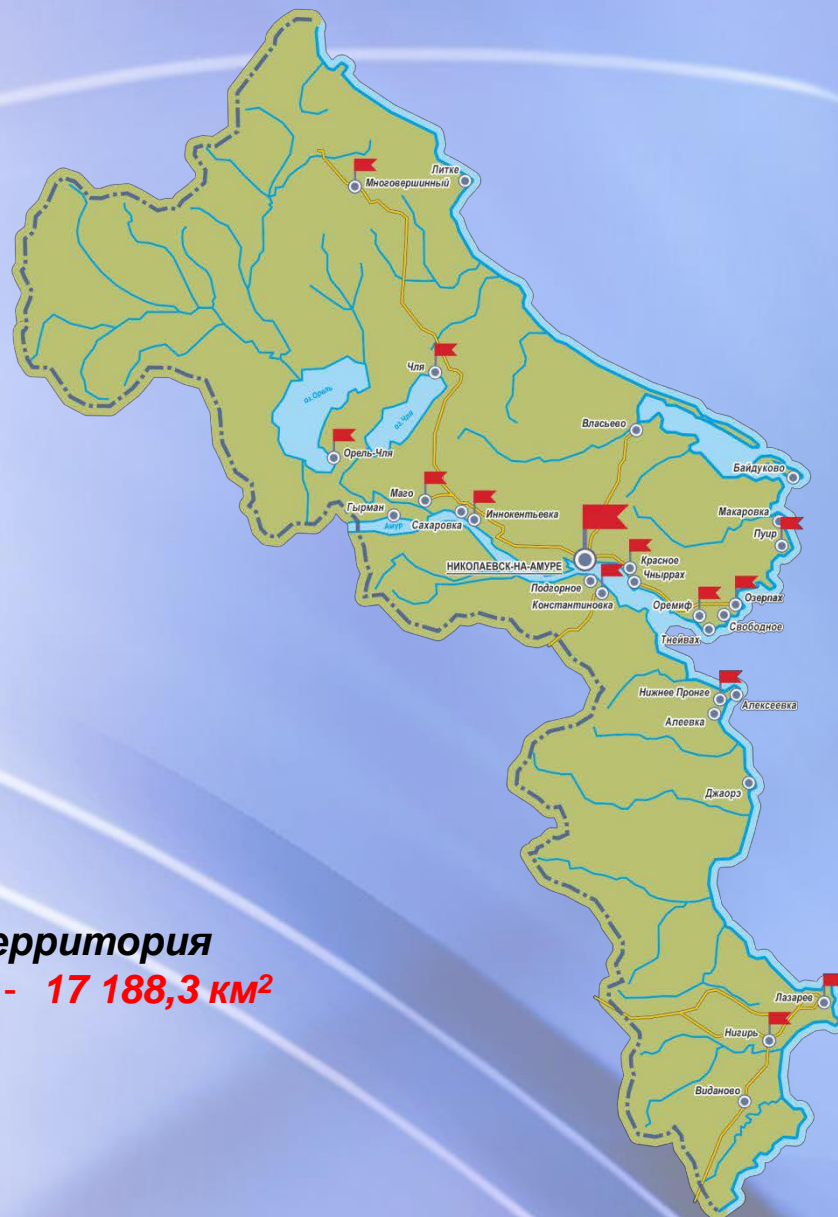 Литке
Многовершинный
Чля
оз.Орель
оз.Чля
Власьево
Орель-Чля
Байдуково
Маго
Гырман
Иннокентьевка
Сахаровка
Амур
Макаровка
Пуир
НИКОЛАЕВСК-НА-АМУРЕ
Красное
Чныррах
Подгорное
Константиновка
Оремиф
Озерпах
Свободное
Тнейвах
Нижнее Пронге
Алексеевка
Алеевка
Джаорэ
ерритория
- 17 188,3 км²
Лазарев
Нигирь
Виданово